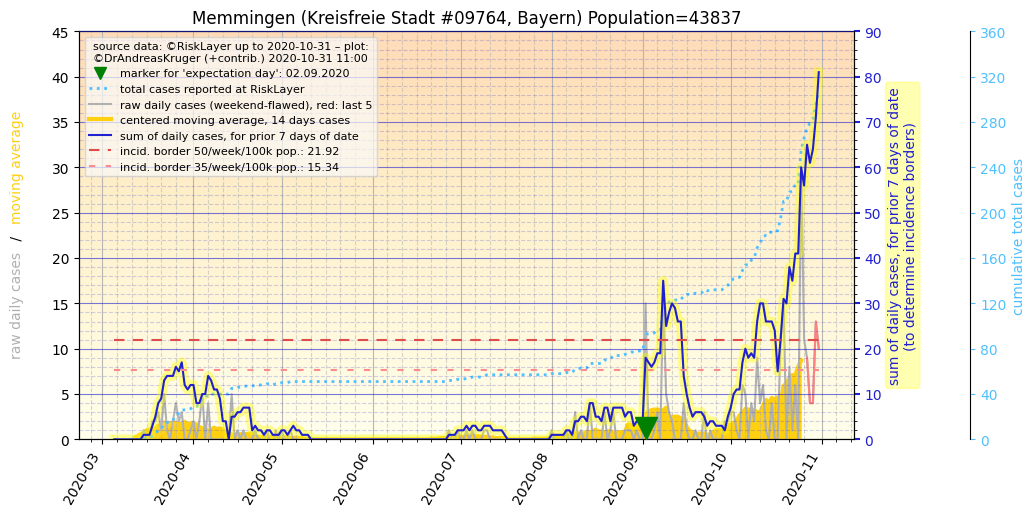 Memmingen (Kreisfreie Stadt #09764, Bayern) Population=43837
source data: ©RiskLayer up to 2020-10-31 – plot:
©DrAndreasKruger (+contrib.) 2020-10-31 11:00
marker for 'expectation day': 02.09.2020
total cases reported at RiskLayer
raw daily cases (weekend-flawed), red: last 5
centered moving average, 14 days cases
sum of daily cases, for prior 7 days of date
incid. border 50/week/100k pop.: 21.92
incid. border 35/week/100k pop.: 15.34
raw daily cases / moving average
45
40
35
30
25
20
15
10
5
0
90
80
70
60
50
40
30
20
10
0
sum of daily cases, for prior 7 days of date
(to determine incidence borders)
360
320
280
240
200
160
120
80
40
0
cumulative total cases
2020-03
2020-04
2020-05
2020-06
2020-07
2020-08
2020-09
2020-10
2020-11